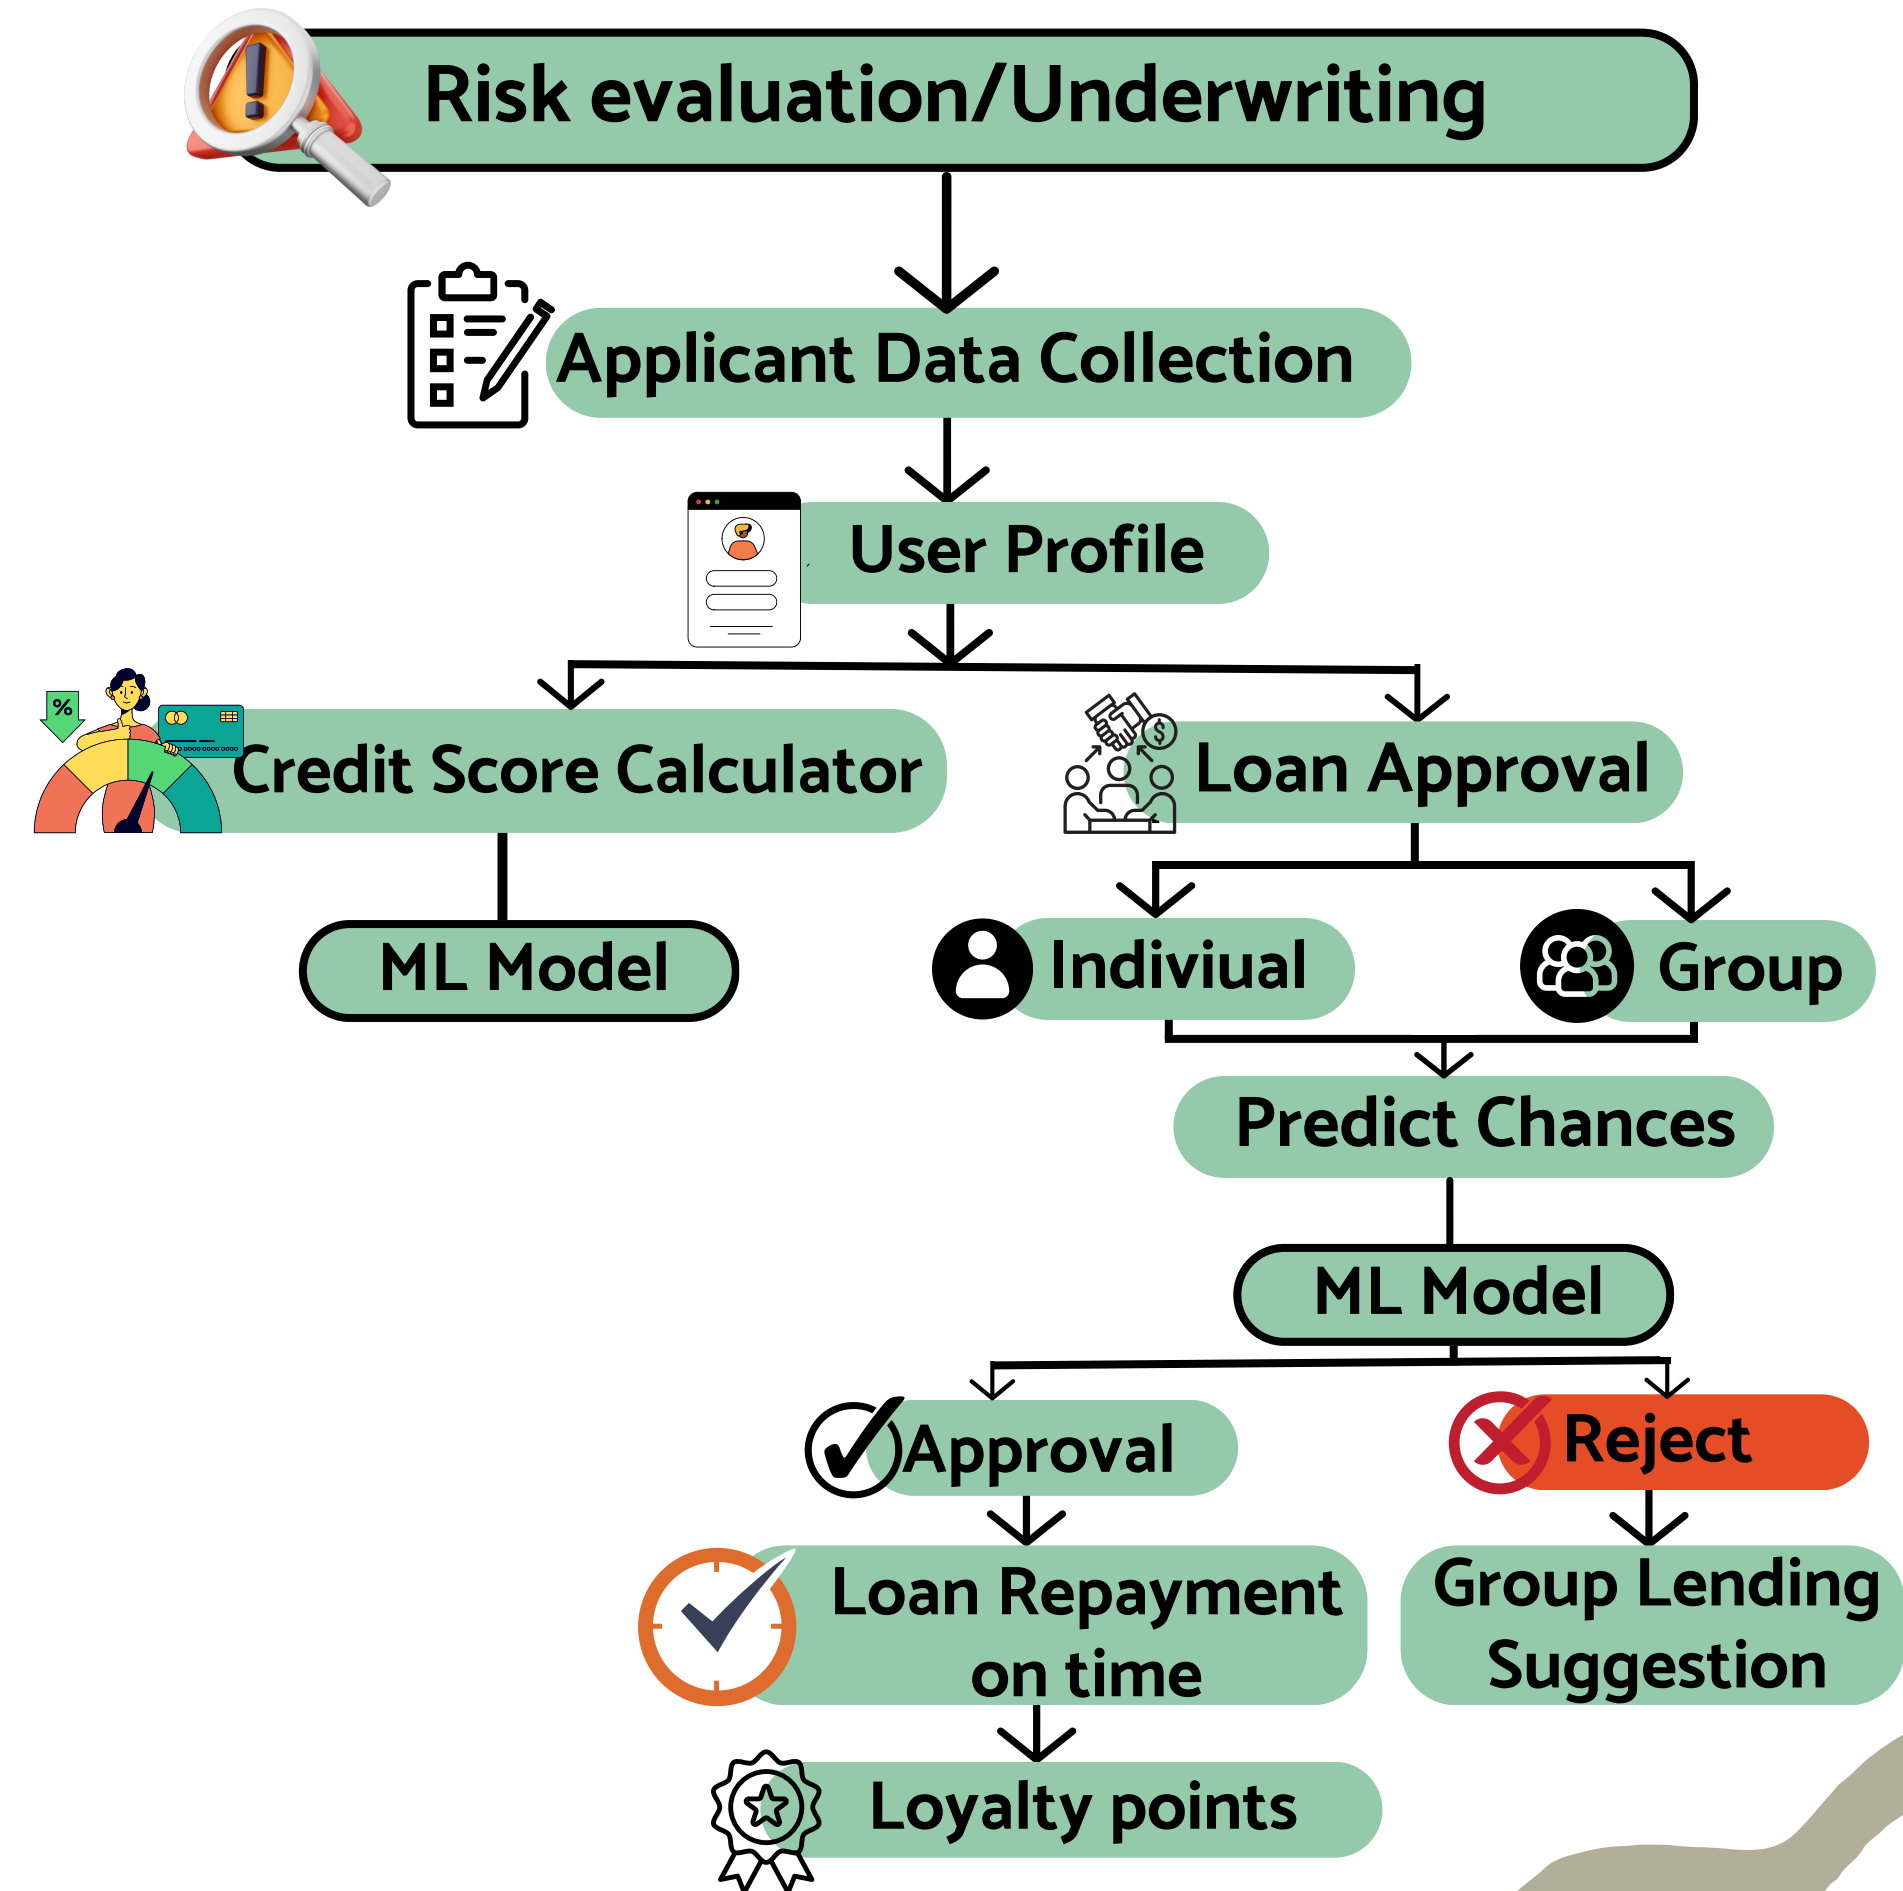 Risk evaluation/Underwriting
Applicant Data Collection
User Profile
%
Credit Score Calculator
Loan Approval
$
ML Model
Indiviual
Group
Predict Chances
ML Model
Approval
Reject
Loan Repayment
on time
Group Lending
Suggestion
Loyalty points